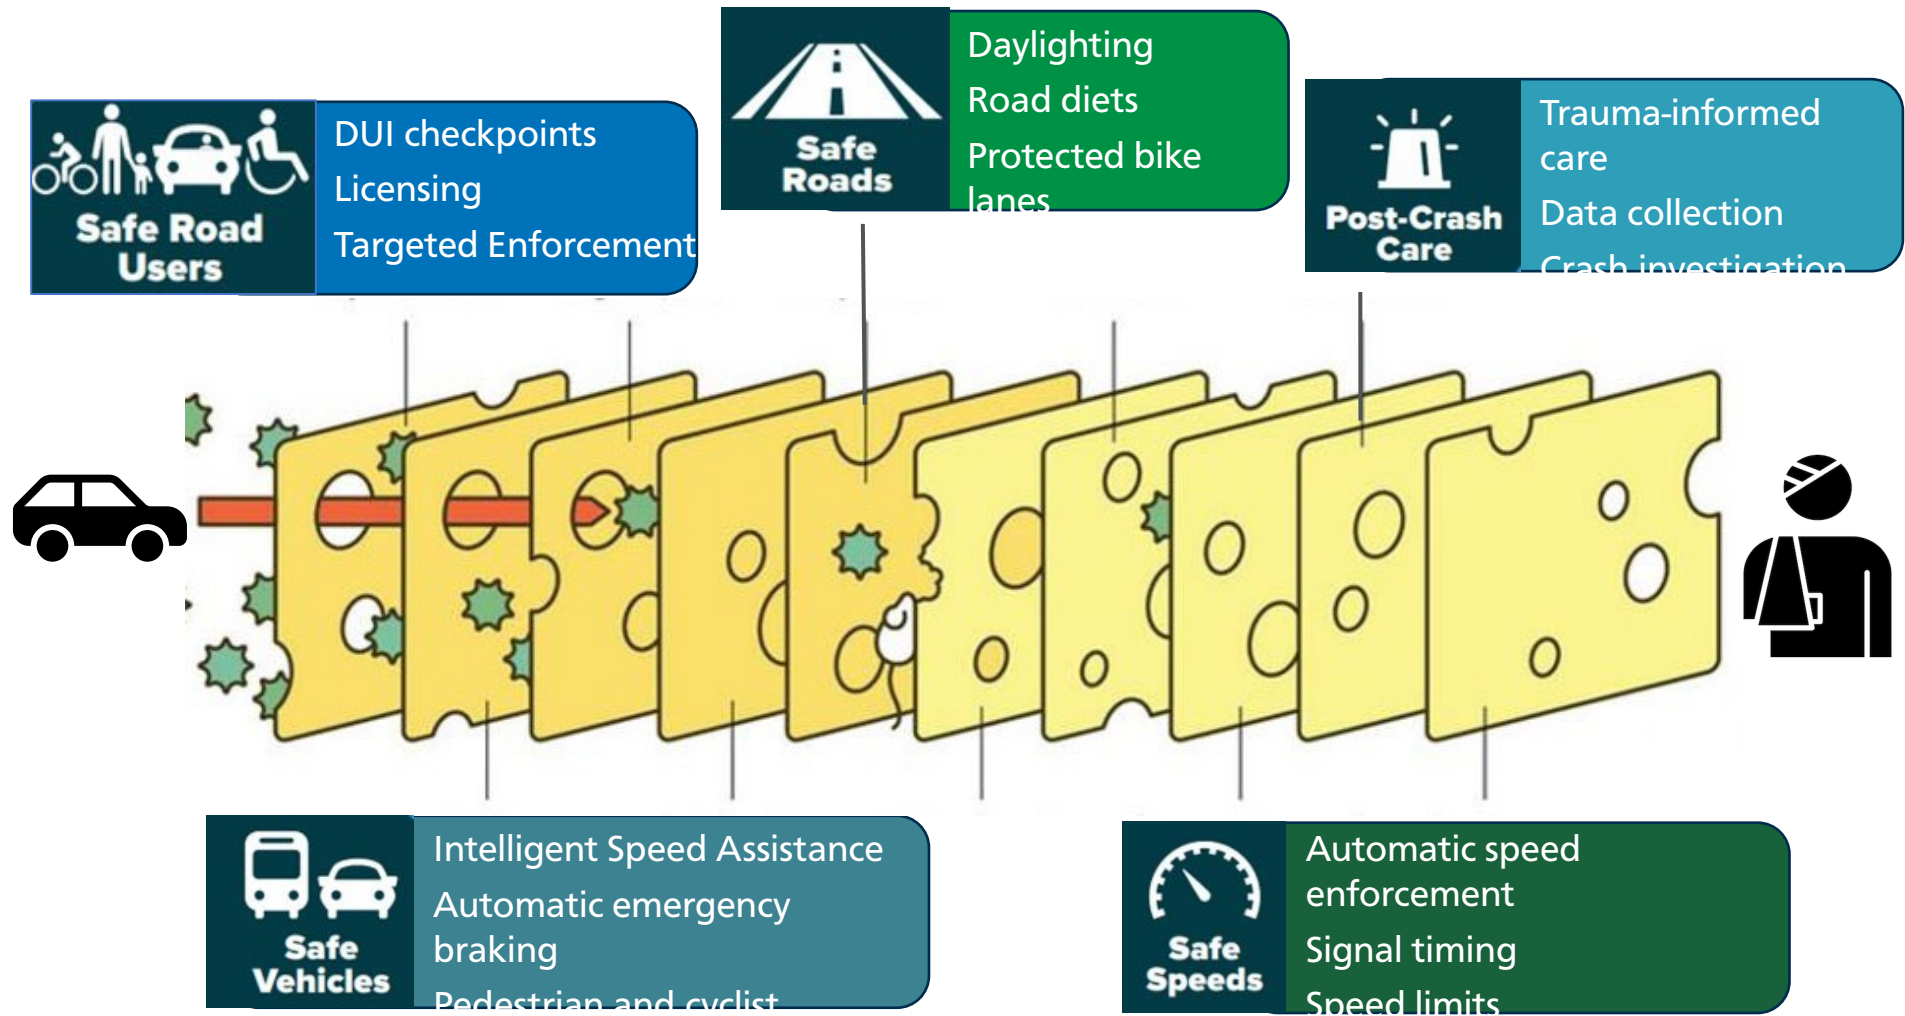 Safe Road
Users
DUI checkpoints
Licensing
Targeted Enforcement
Safe
Roads
Daylighting
Road diets
Protected bike
lanes
Post-Crash
Care
Trauma-informed
care
Data collection
Crash investigation
Safe
Vehicles
Intelligent Speed Assistance
Automatic emergency
braking
Pedestrian and cyclist
Safe
Speeds
Automatic speed
enforcement
Signal timing
Speed limits